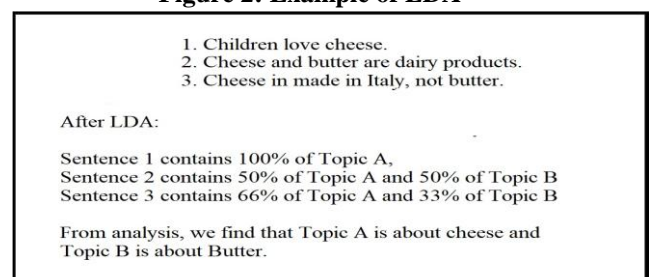 Figure 2: Example of LDA
1. Children love cheese.
2. Cheese and butter are dairy products.
3. Cheese in made in Italy, not butter.
After LDA:
Sentence 1 contains 100% of Topic A,
Sentence 2 contains 50% of Topic A and 50% of Topic B
Sentence 3 contains 66% of Topic A and 33% of Topic B
From analysis, we find that Topic A is about cheese and
Topic B is about Butter.